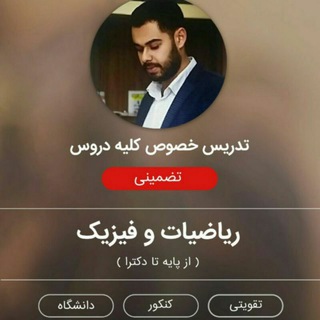 تدریس خصوص کلیه دروس
تضمینی
ریاضیات و فیزیک
( از پایه تا دکترا )
تقویتی کنکور دانشگاه